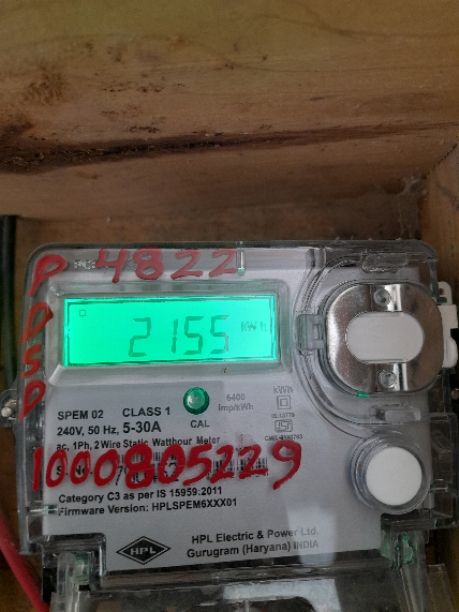 P 4822
D
S
D
2155 kWh
6400
imp/kWh
kWh
SPEM 02 CLASS 1
CAL
240V, 50 Hz, 5-30A
ac, 1Ph, 2 Wire Static Watthour Meter
1000805229
Category C3 as per IS 15959:2011
Firmware Version: HPLSPEM6XXX01
HPL
HPL Electric & Power Ltd.
Gurugram (Haryana) INDIA